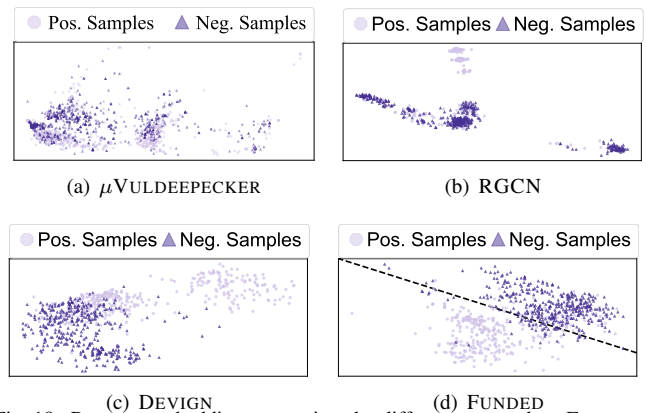 Pos. Samples Neg. Samples
Pos. Samples Neg. Samples
(a) μVULDEEPECKER
(b) RGCN
Pos. Samples Neg. Samples
Pos. Samples Neg. Samples
(c) DEVIGN
(d) FUNDED